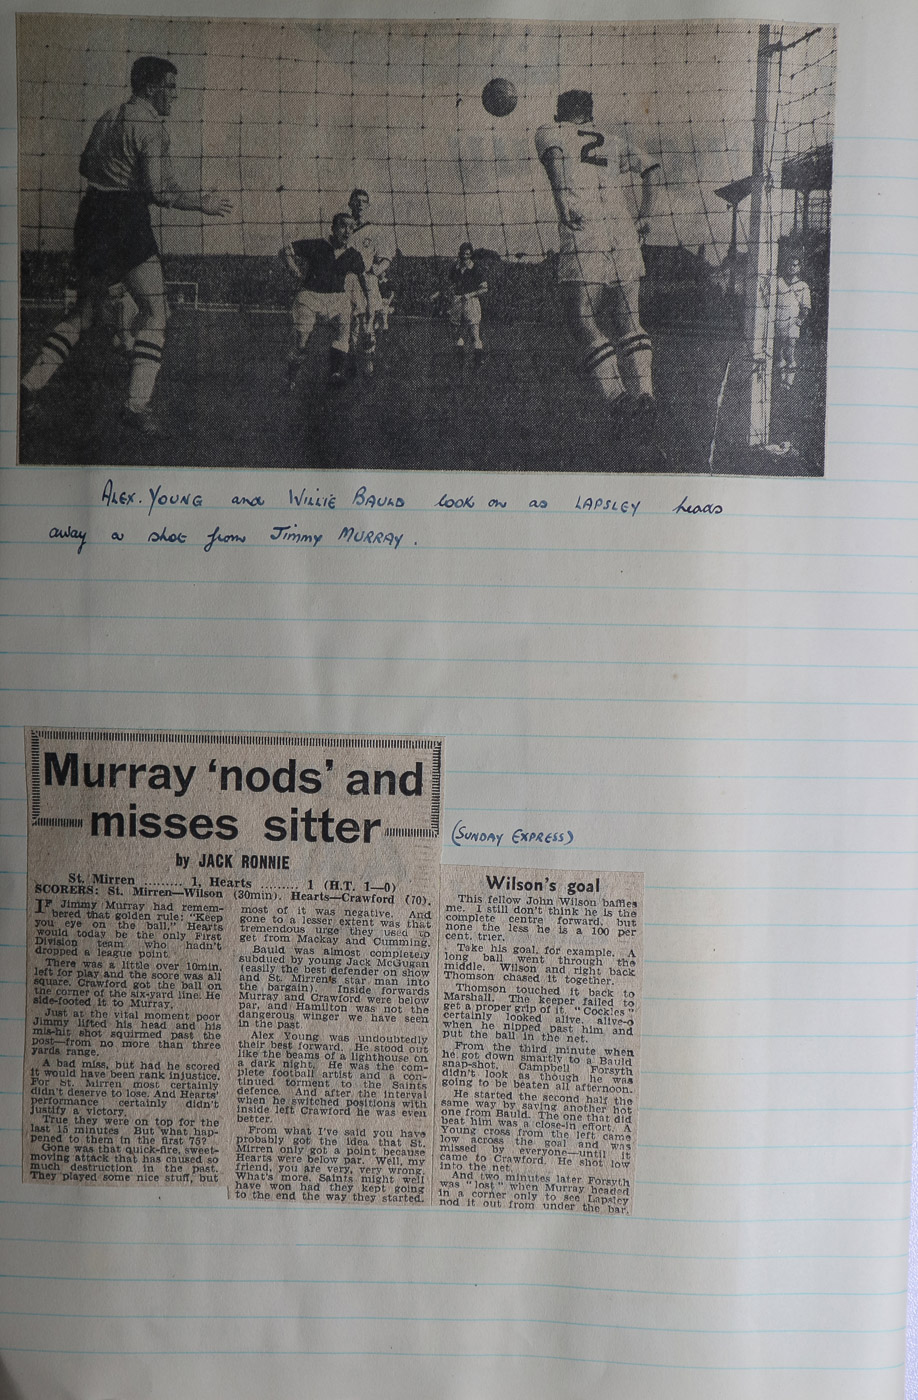 2
ALEX. YOUNG and WILLIE BAULD look on as LAPSLEY heads
away a shot from Jimmy MURRAY.
Murray 'nods' and
misses sitter
(SUNDAY EXPRESS)
by JACK RONNIE
St. Mirren ......... 1, Hearts ......... 1 (H.T. 1—0)
SCORERS: St. Mirren—Wilson (30min). Hearts—Crawford (70).
IF Jimmy Murray had remem-
bered that golden rule: "Keep
you eye on the ball," Hearts
would today be the only First
Division team who hadn't
dropped a league point.
There was a little over 10min.
left for play and the score was all
square. Crawford got the ball on
the corner of the six-yard line. He
side-footed it to Murray.
Just at the vital moment poor
Jimmy lifted his head and his
mis-hit shot squirmed past the
post—from no more than three
yards range.
A bad miss, but had he scored
it would have been rank injustice.
For St. Mirren most certainly
didn't deserve to lose. And Hearts'
performance certainly didn't
justify a victory.
True they were on top for the
last 15 minutes But what hap-
pened to them in the first 75?
Gone was that quick-fire, sweet-
moving attack that has caused so
much destruction in the past.
They played some nice stuff, but
most of it was negative. And
gone to a lesser extent was that
tremendous urge they used to
get from Mackay and Cumming.
Bauld was almost completely
subdued by young Jack McGugan
(easily the best defender on show
and St. Mirren's star man into
the bargain). Inside forwards
Murray and Crawford were below
par, and Hamilton was not the
dangerous winger we have seen
in the past
Alex Young was undoubtedly
their best forward. He stood out
like the beams of a lighthouse on
a dark night. He was the com-
plete football artist and a con-
tinued torment to the Saints
defence. And after the interval
when he switched positions with
inside left Crawford he was even
better.
From what I've said you have
probably got the idea that St.
Mirren only got a point because
Hearts were below par. Well, my
friend, you are very, very wrong.
What's more, Saints might well
have won had they kept going
to the end the way they started.
Wilson's goal
This fellow John Wilson baffles
me. I still don't think he is the
complete centre forward, but
none the less he is a 100 per
cent. trier.
Take his goal, for example. A
long ball went through the
middle. Wilson and right back
Thomson chased it together.
Thomson touched it back to
Marshall. The keeper failed to
get a proper grip of it. "Cockles"
certainly looked alive, alive-o
when he nipped past him and
put the ball in the net.
From the third minute when
he got down smartly to a Bauld
snap-shot, Campbell Forsyth
didn't look as though he was
going to be beaten all afternoon.
He started the second half the
same way by saving another hot
one from Bauld. The one that did
beat him was a close-in effort. A
Young cross from the left came
low across the goal and was
missed by everyone—until it
came to Crawford. He shot low
into the net.
And two minutes later Forsyth
was "lost" when Murray headed
in a corner only to see Lapsley
nod it out from under the bar.